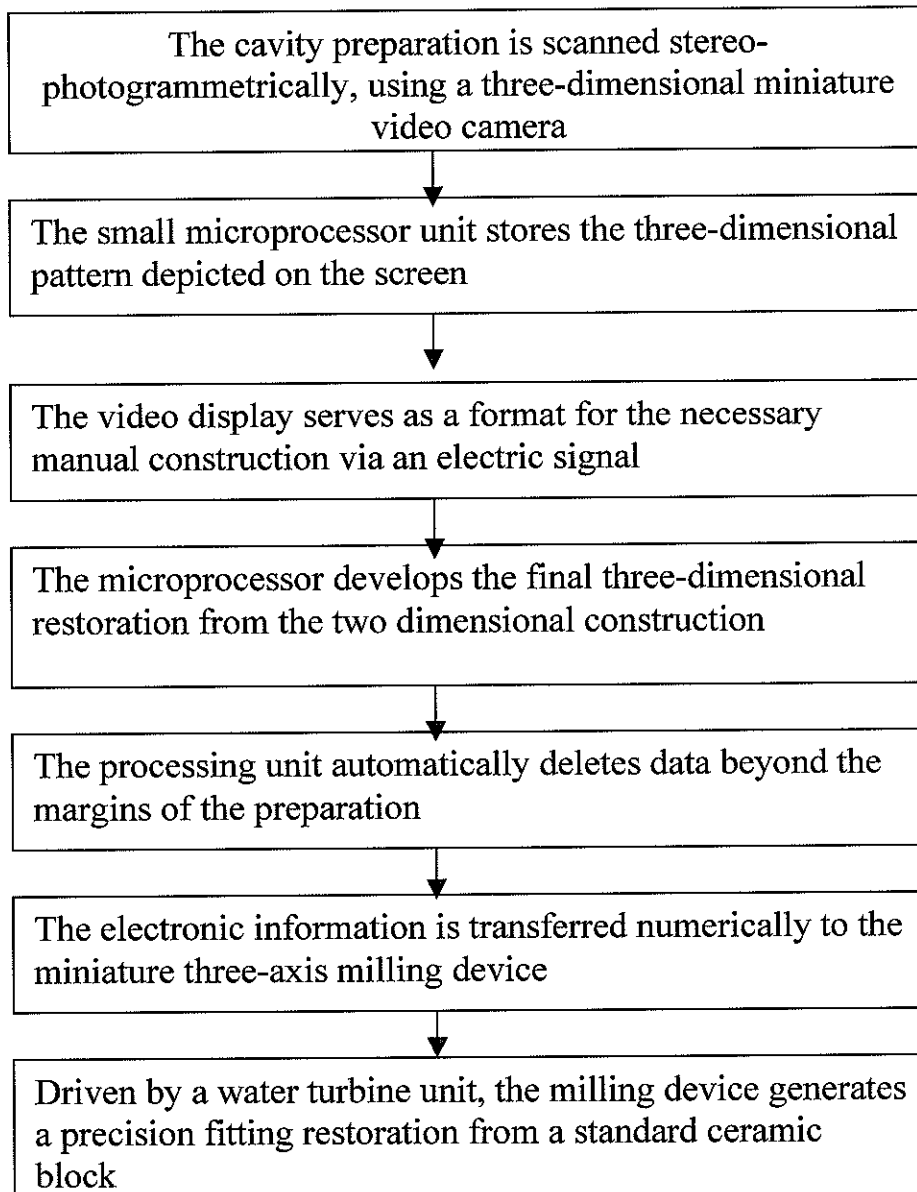 The cavity preparation is scanned stereo-
photogrammetrically, using a three-dimensional miniature
video camera
The small microprocessor unit stores the three-dimensional
pattern depicted on the screen
The video display serves as a format for the necessary
manual construction via an electric signal
The microprocessor develops the final three-dimensional
restoration from the two dimensional construction
The processing unit automatically deletes data beyond the
margins of the preparation
The electronic information is transferred numerically to the
miniature three-axis milling device
Driven by a water turbine unit, the milling device generates
a precision fitting restoration from a standard ceramic
block